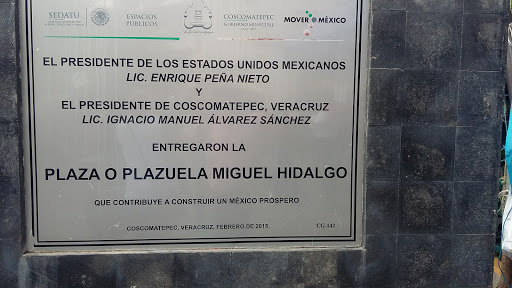 SEDATU
ESPACIOS
PÚBLICOS
COSCOMATEPEC
GOBIERNO MUNICIPAL
MOVER A MÉXICO
EL PRESIDENTE DE LOS ESTADOS UNIDOS MEXICANOS
LIC. ENRIQUE PEÑA NIETO
Y
EL PRESIDENTE DE COSCOMATEPEC, VERACRUZ
LIC. IGNACIO MANUEL ÁLVAREZ SÁNCHEZ
ENTREGARON LA
PLAZA O PLAZUELA MIGUEL HIDALGO
QUE CONTRIBUYE A CONSTRUIR UN MÉXICO PRÓSPERO
COSCOMATEPEC, VERACRUZ, FEBRERO DE 2015
CG-142